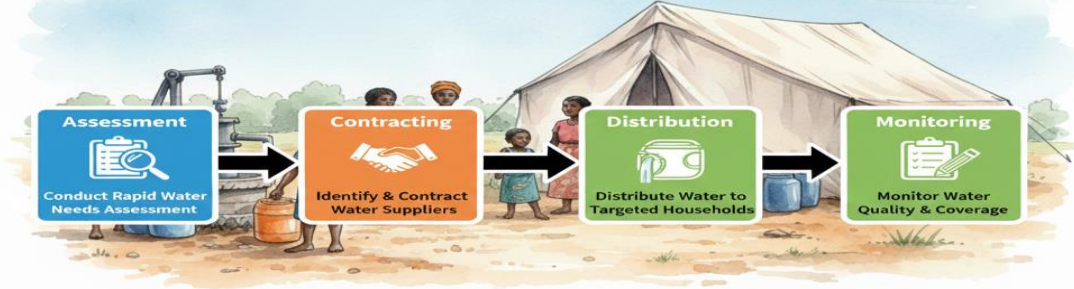 Assessment
Conduct Rapid Water
Needs Assessment
Contracting
Identify & Contract
Water Suppliers
Distribution
Distribute Water to
Targeted Households
Monitoring
Monitor Water
Quality & Coverage